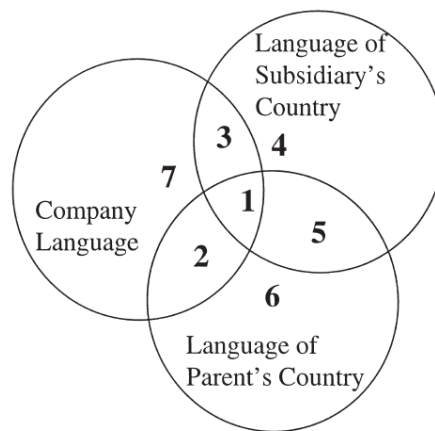 Language of
Subsidiary's
Country
3
4
7
1
Company
Language
5
2
6
Language of
Parent's Country